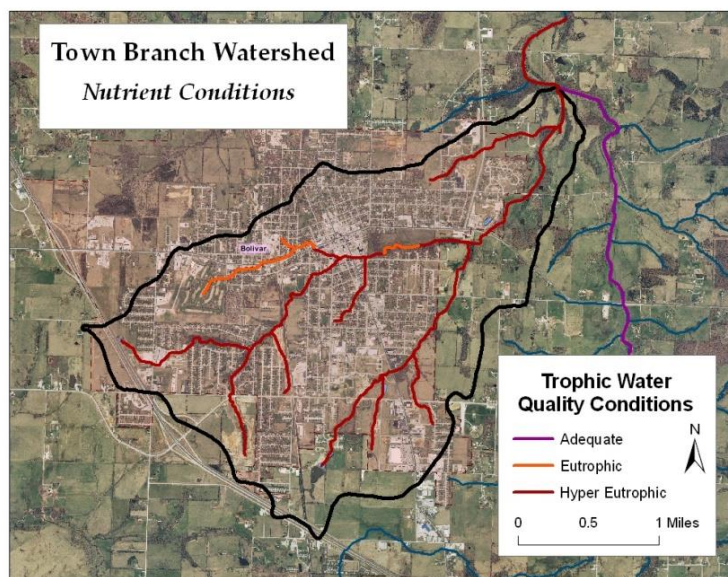 Town Branch Watershed
Nutrient Conditions
Bolivar
Trophic Water
Quality Conditions
Adequate
Eutrophic
Hyper Eutrophic
N
0 0.5 1 Miles